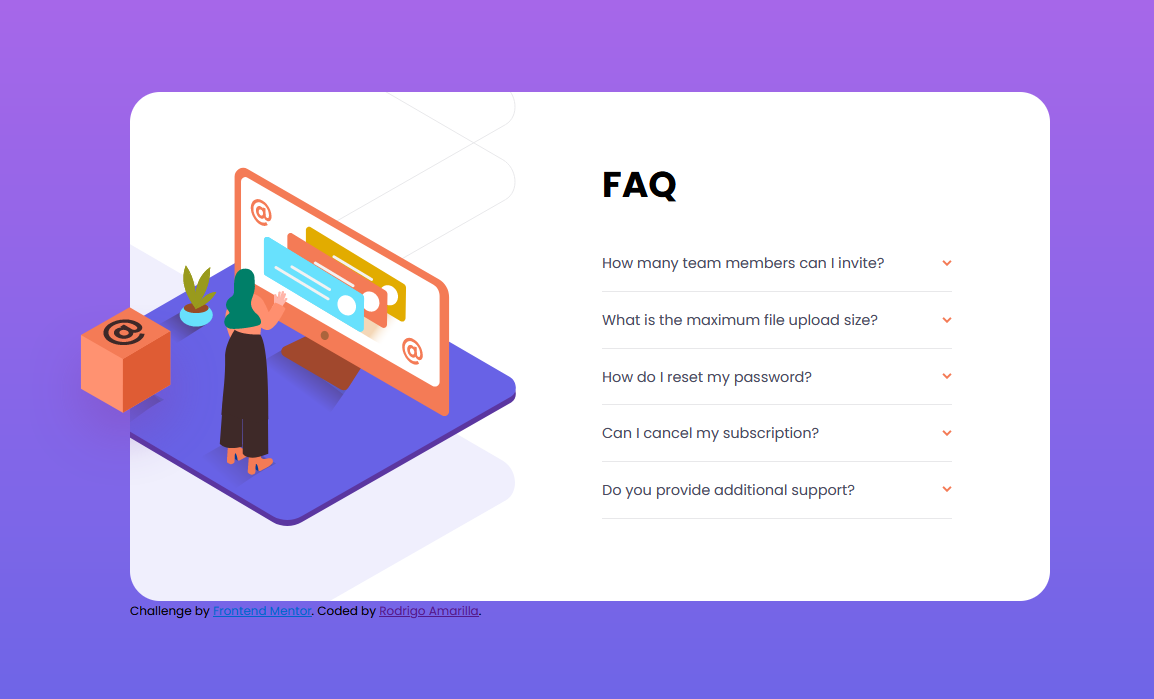 FAQ
How many team members can I invite?
What is the maximum file upload size?
How do I reset my password?
Can I cancel my subscription?
Do you provide additional support?
@
@
@
Challenge by Frontend Mentor. Coded by Rodrigo Amarilla.